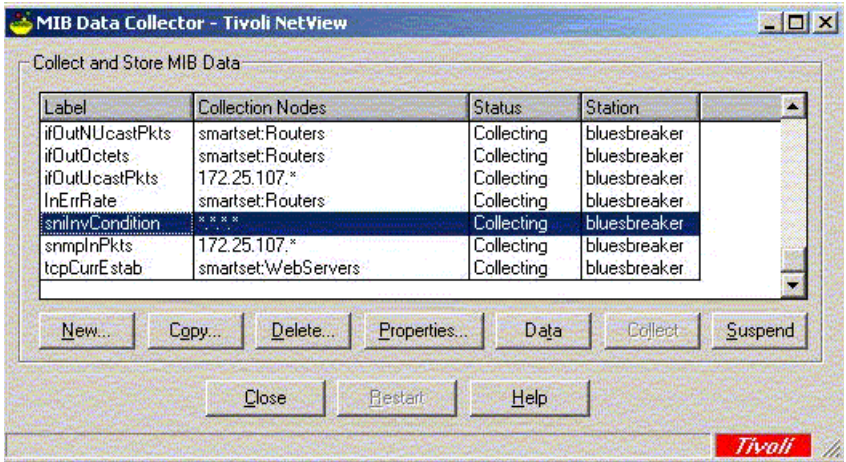 MIB Data Collector - Tivoli NetView
Collect and Store MIB Data
Label Collection Nodes Status Station
ifOutNUcastPkts smartset:Routers Collecting bluesbreaker
ifOutOctets smartset:Routers Collecting bluesbreaker
ifOutUcastPkts 172.25.107.* Collecting bluesbreaker
InErrRate smartset:Routers Collecting bluesbreaker
sniInvCondition *.*.*.* Collecting bluesbreaker
snmpInPkts 172.25.107.* Collecting bluesbreaker
tcpCurrEstab smartset:WebServers Collecting bluesbreaker
New... Copy... Delete... Properties... Data Collect Suspend
Close Restart Help
Tivoli